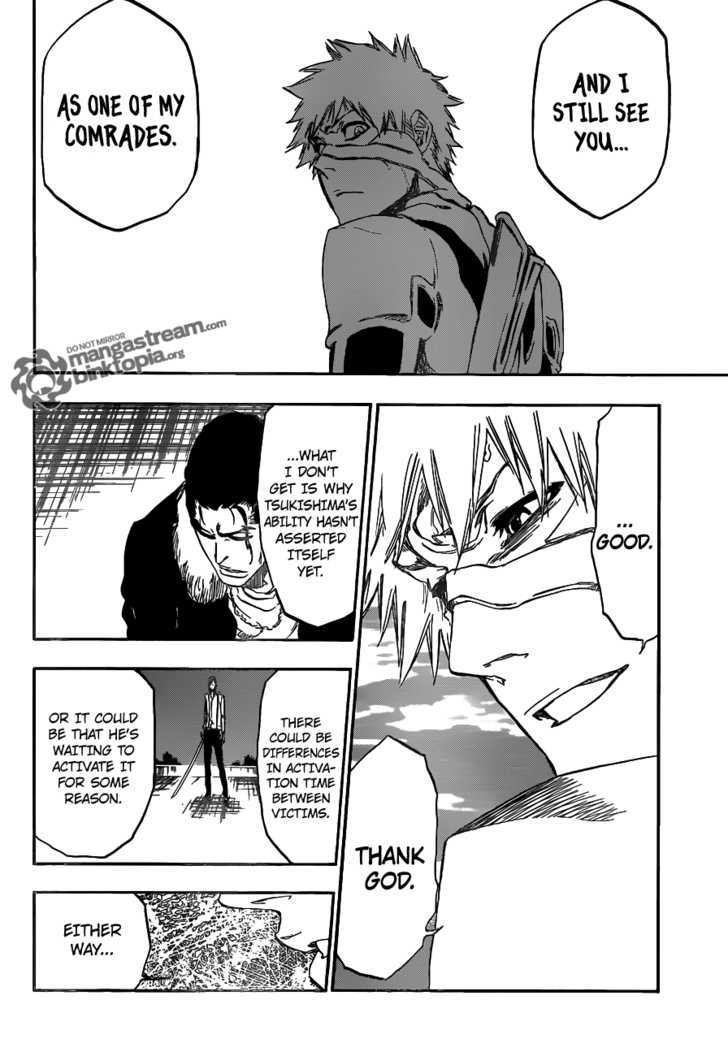 AND I
STILL SEE
YOU...
AS ONE OF MY
COMRADES.
DO NOT MIRROR
mangastream.com
binktopia.org
...
GOOD.
THANK
GOD.
...WHAT
I DON'T
GET IS WHY
TSUKISHIMA'S
ABILITY HASN'T
ASSERTED
ITSELF
YET.
THERE
COULD BE
DIFFERENCES
IN ACTIVA-
TION TIME
BETWEEN
VICTIMS.
OR IT COULD
BE THAT HE'S
WAITING TO
ACTIVATE
IT FOR SOME
REASON.
EITHER
WAY...